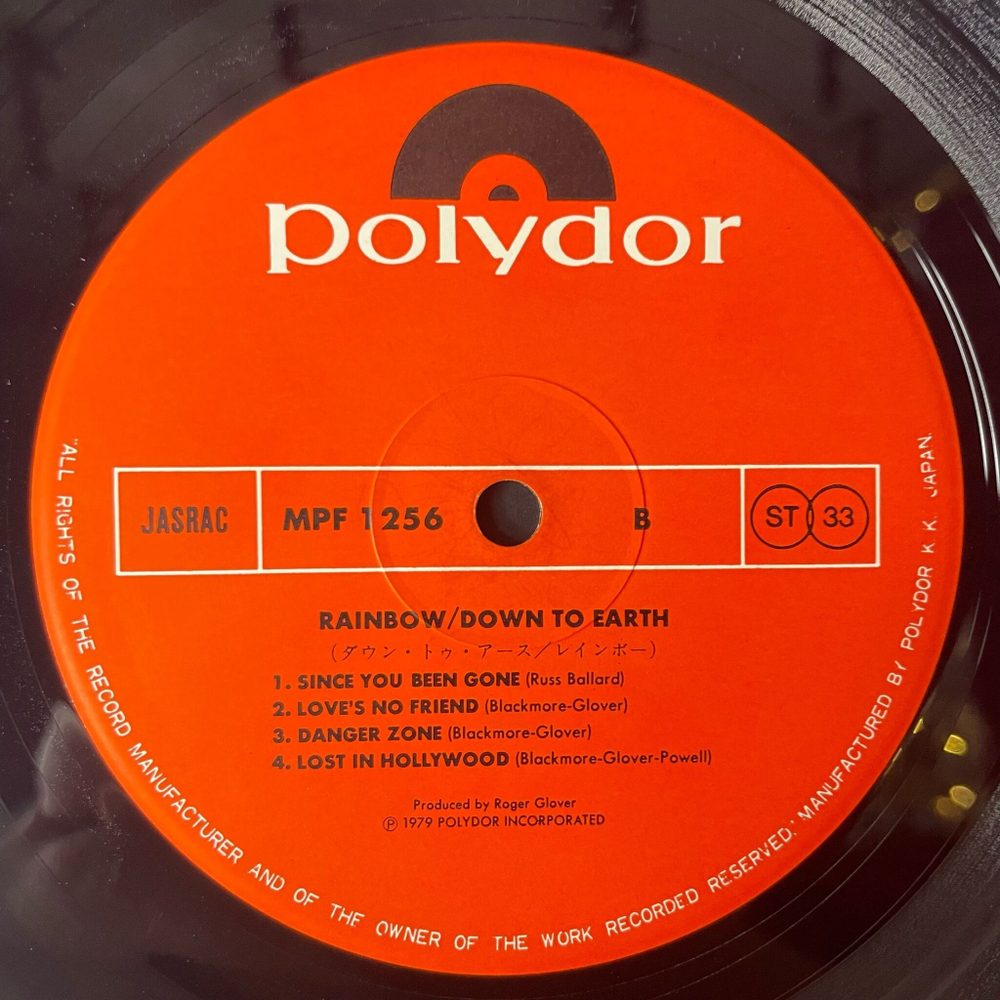 polydor
JASRAC
MPF 1256
B
ST 33
RAINBOW/DOWN TO EARTH
(ダウン・トゥ・アース/レインボー)
1. SINCE YOU BEEN GONE (Russ Ballard)
2. LOVE'S NO FRIEND (Blackmore-Glover)
3. DANGER ZONE (Blackmore-Glover)
4. LOST IN HOLLYWOOD (Blackmore-Glover-Powell)
Produced by Roger Glover
Ⓟ 1979 POLYDOR INCORPORATED
"ALL RIGHTS OF THE RECORD MANUFACTURER AND OF THE OWNER OF THE WORK RECORDED RESERVED." MANUFACTURED BY POLYDOR K. K. JAPAN.